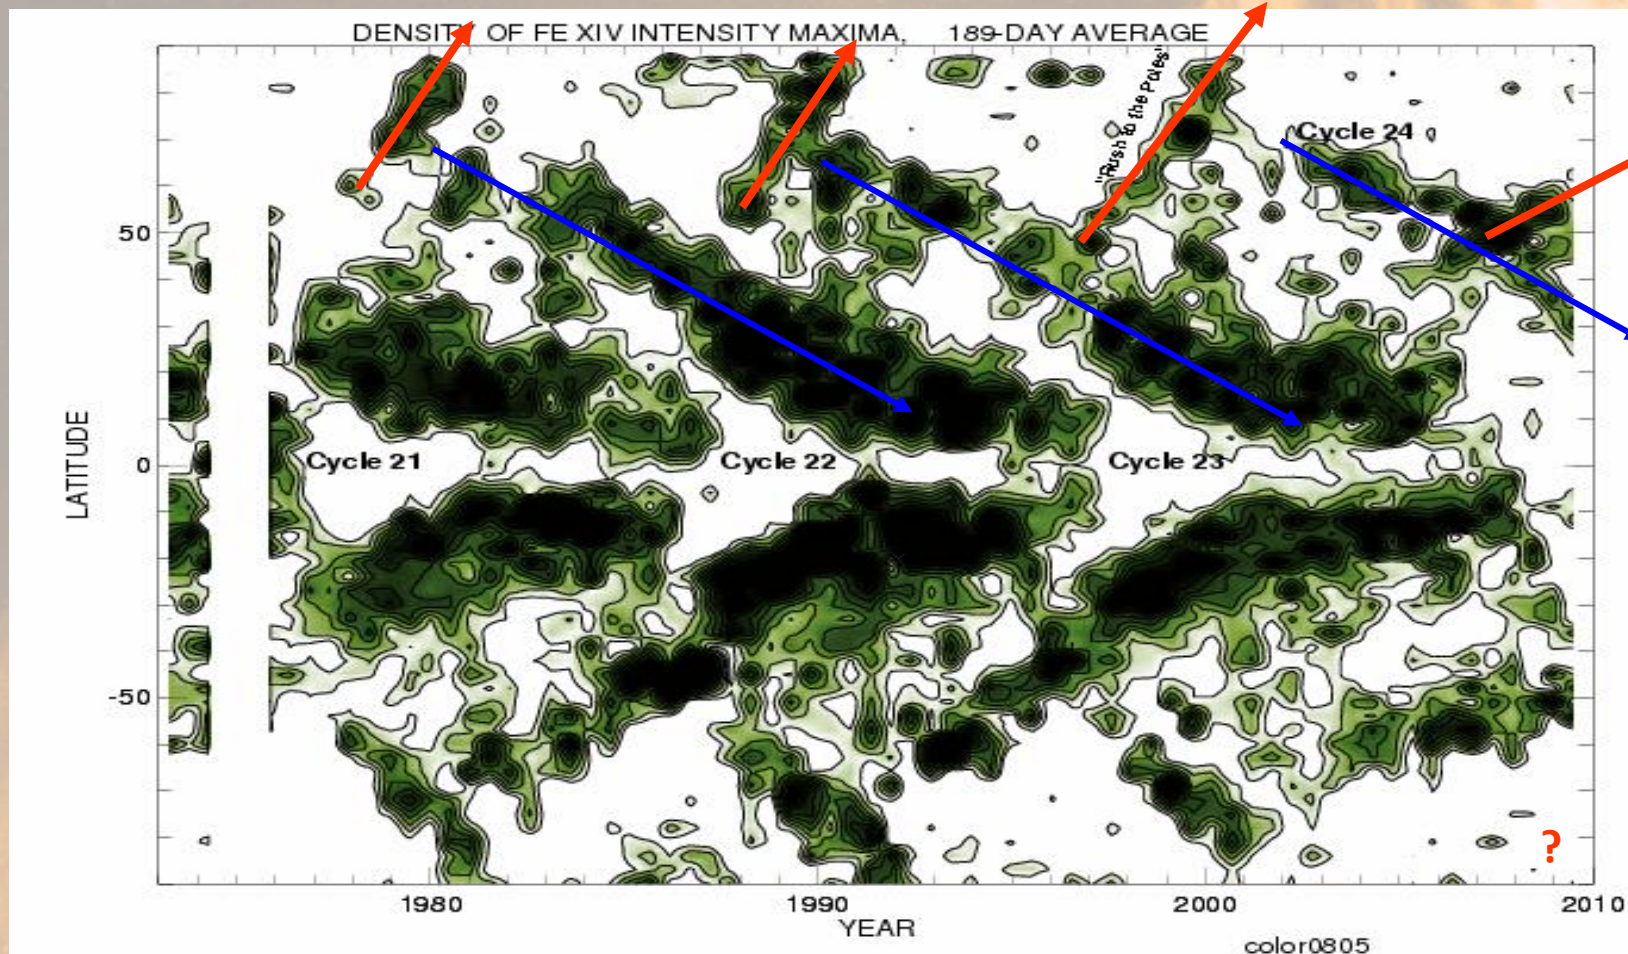 DENSITY OF FE XIV INTENSITY MAXIMA, 189-DAY AVERAGE
"Rush to the Poles"
Cycle 24
50
0
-50
LATITUDE
Cycle 21
Cycle 22
Cycle 23
?
1980
1990
2000
2010
YEAR
color0805